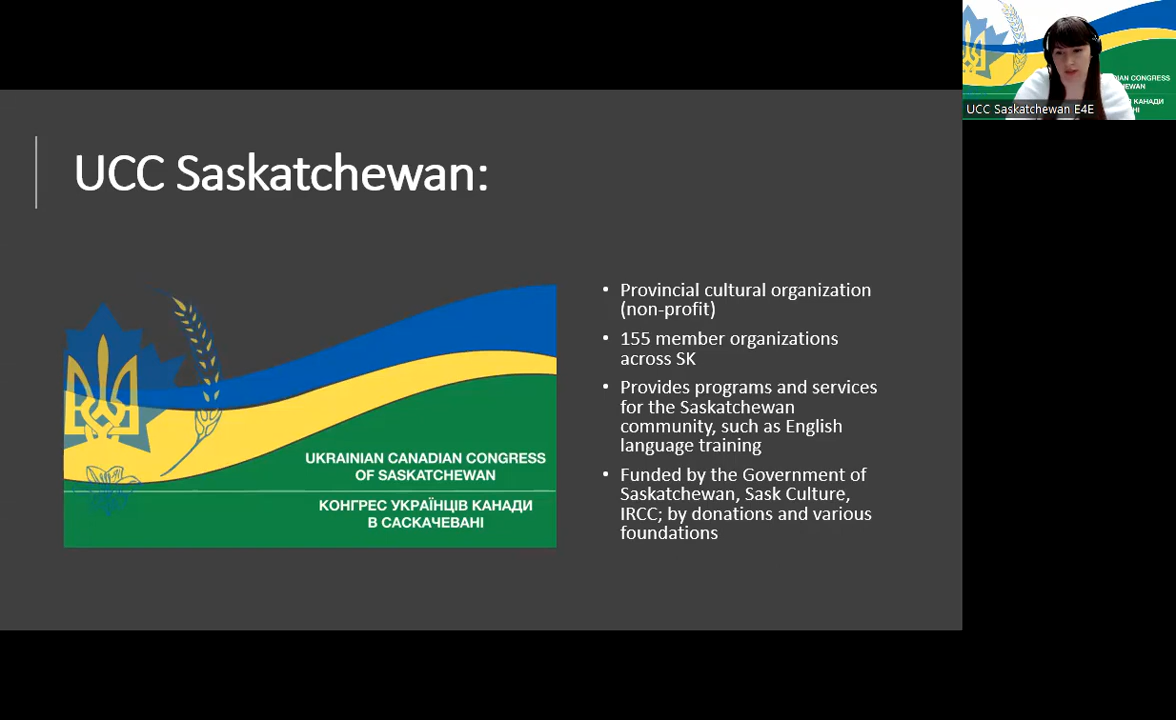 UCC Saskatchewan:
UKRAINIAN CANADIAN CONGRESS
OF SASKATCHEWAN
КОНГРЕС УКРАЇНЦІВ КАНАДИ
В САСКАЧЕВАНІ
• Provincial cultural organization
(non-profit)
• 155 member organizations
across SK
• Provides programs and services
for the Saskatchewan
community, such as English
language training
• Funded by the Government of
Saskatchewan, Sask Culture,
IRCC; by donations and various
foundations
CONGRESS
КАНАДИ
UCC Saskatchewan E4E